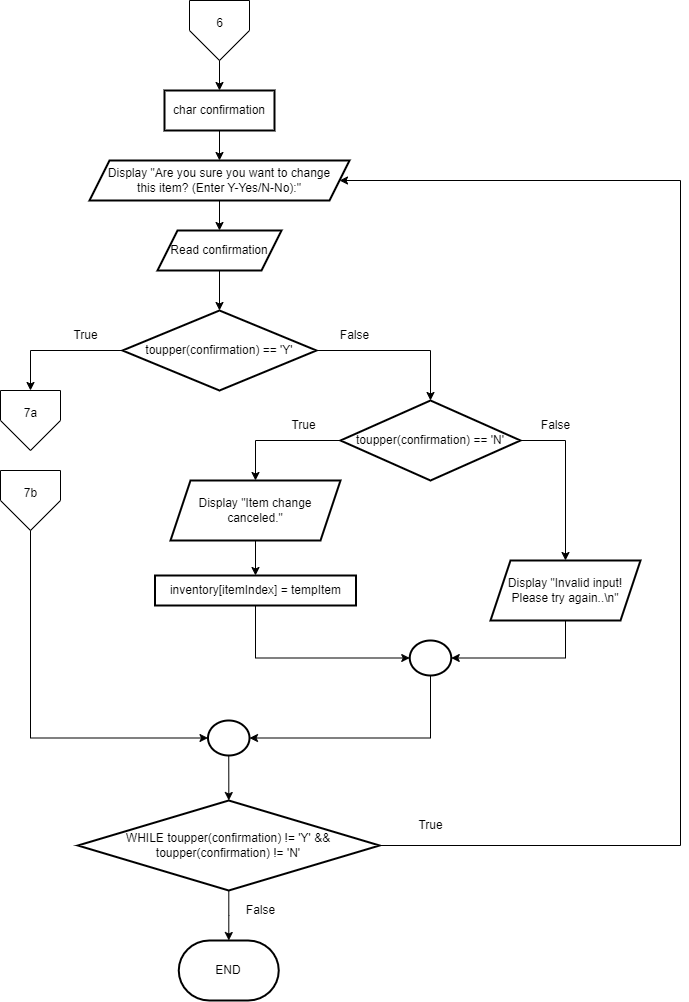 6
char confirmation
Display "Are you sure you want to change
this item? (Enter Y-Yes/N-No):"
Read confirmation
True
False
toupper(confirmation) == 'Y'
7a
True
False
toupper(confirmation) == 'N'
7b
Display "Item change
canceled."
inventory[itemIndex] = tempItem
Display "Invalid input!
Please try again..\n"
WHILE toupper(confirmation) != 'Y' &&
toupper(confirmation) != 'N'
True
False
END